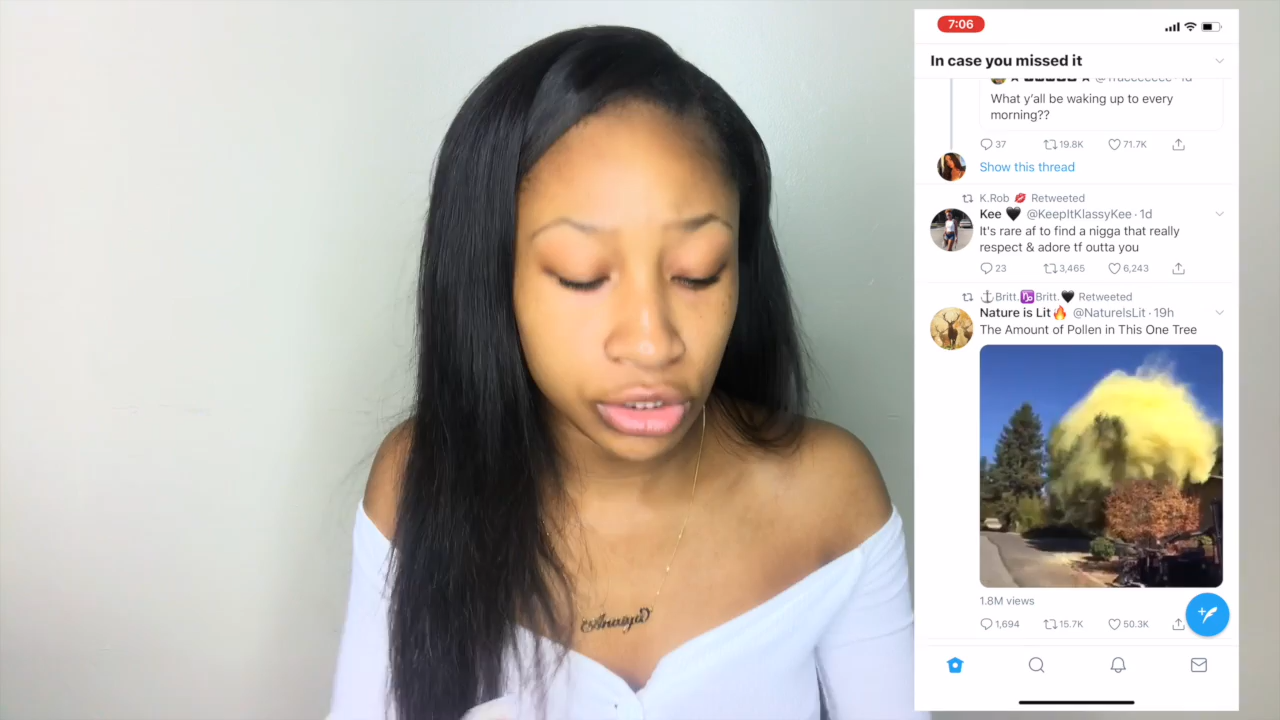 Anaiya
7:06
In case you missed it
What y'all be waking up to every
morning??
37 19.8K 71.7K
Show this thread
K.Rob 💋 Retweeted
Kee 🖤 @KeepItKlassyKee · 1d
It's rare af to find a nigga that really
respect & adore tf outta you
23 3,465 6,243
⚓Britt.♑Britt.🖤 Retweeted
Nature is Lit🔥 @NatureIsLit · 19h
The Amount of Pollen in This One Tree
1.8M views
1,694 15.7K 50.3K